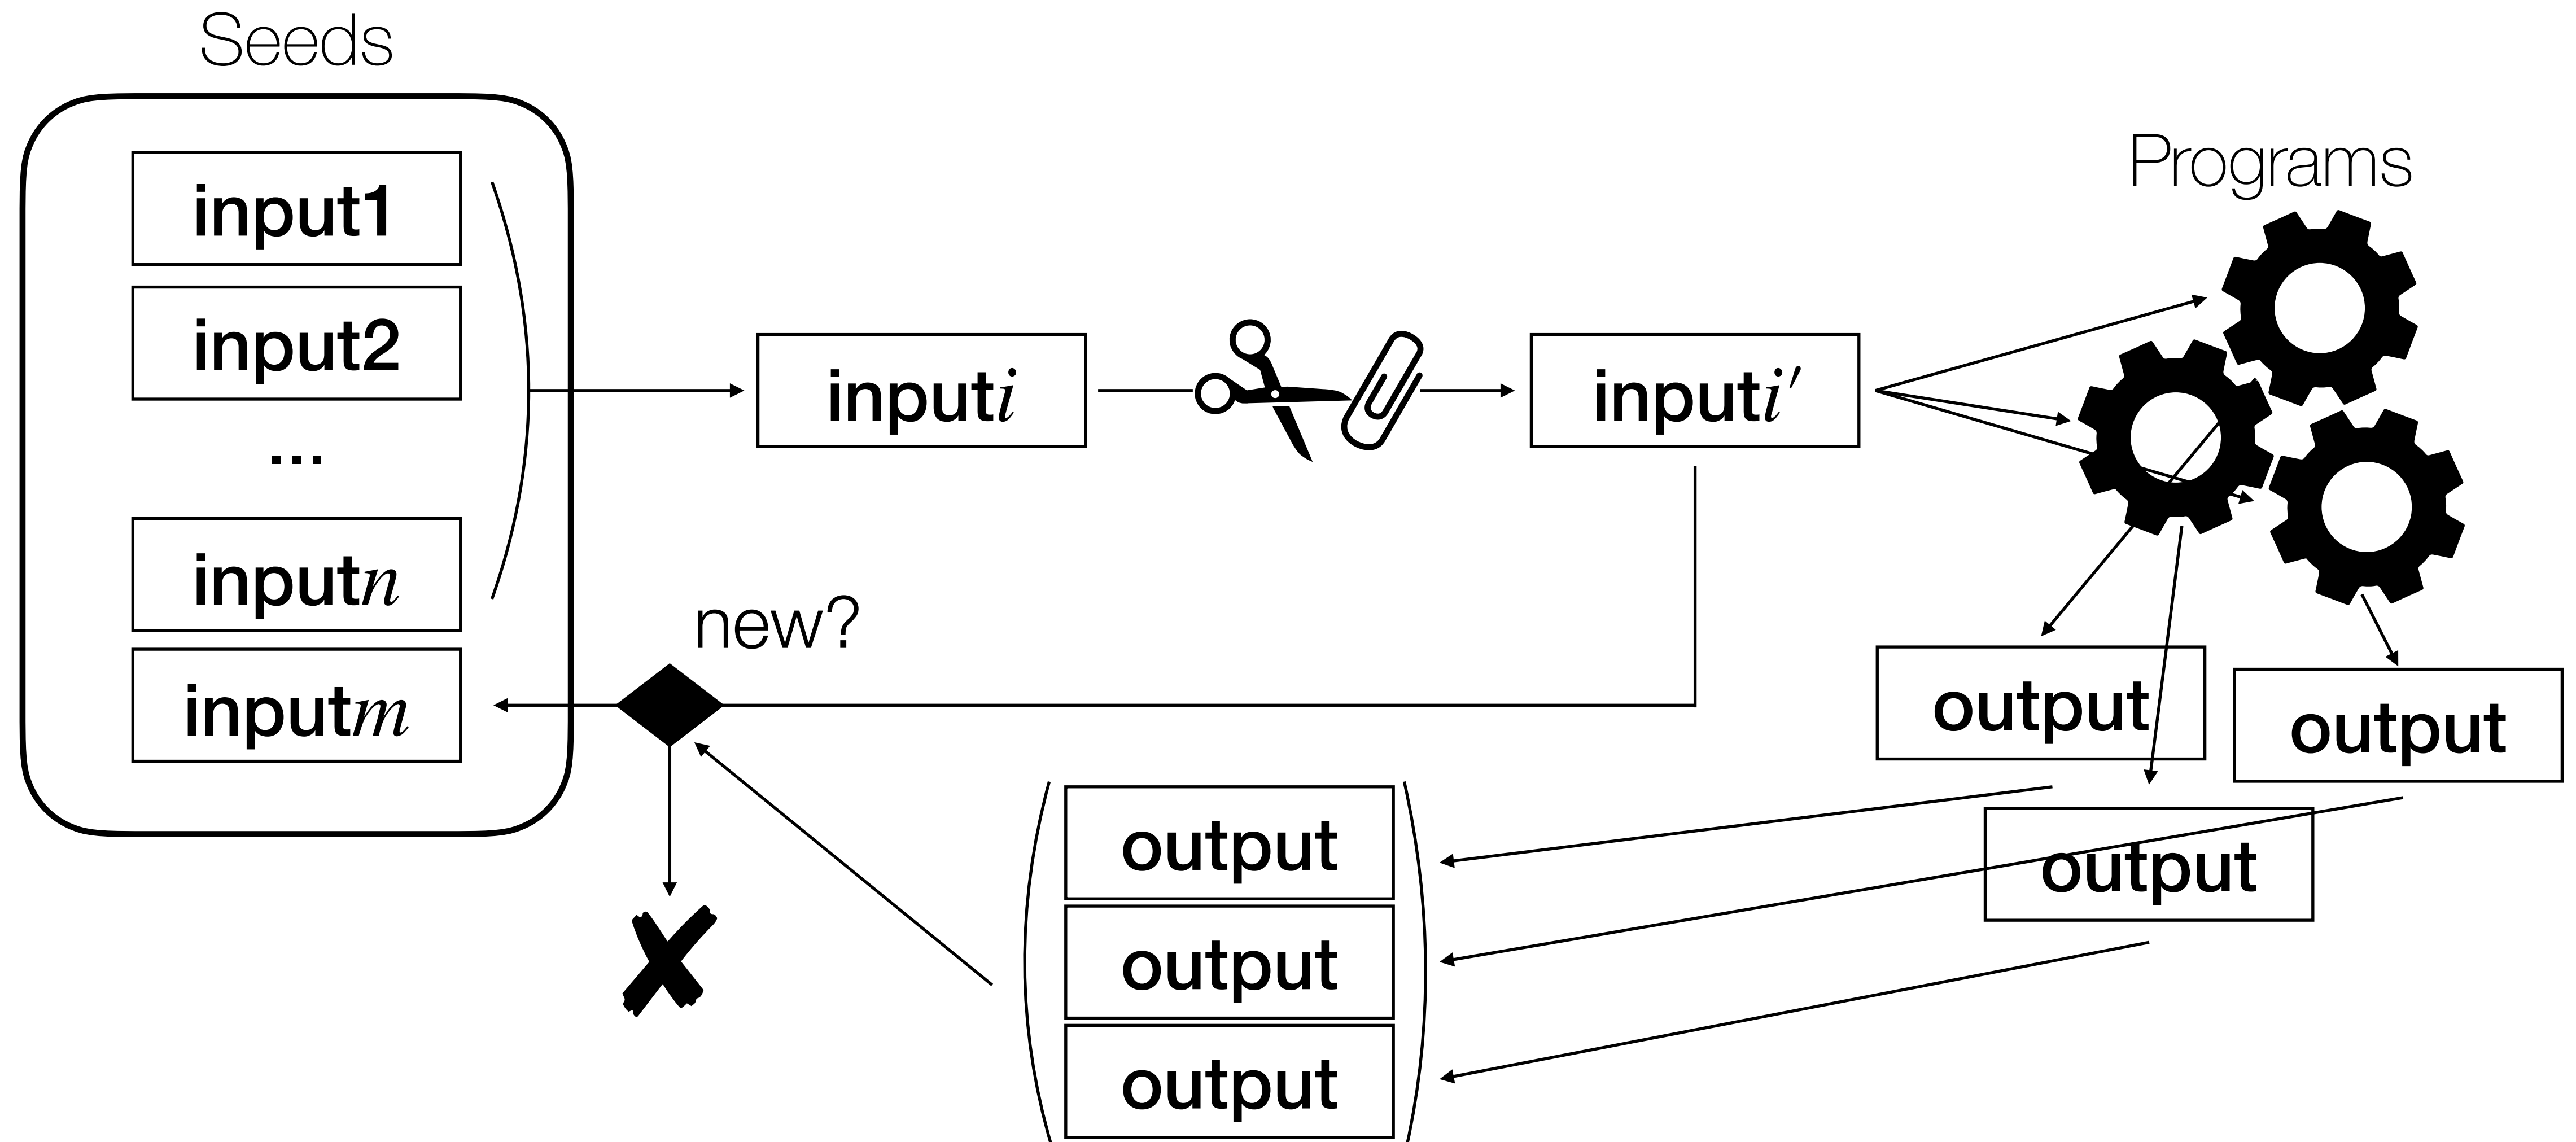 Seeds
input1
input2
...
inputn
inputm
inputi
inputi′
Programs
new?
output
output
output
output
output
output